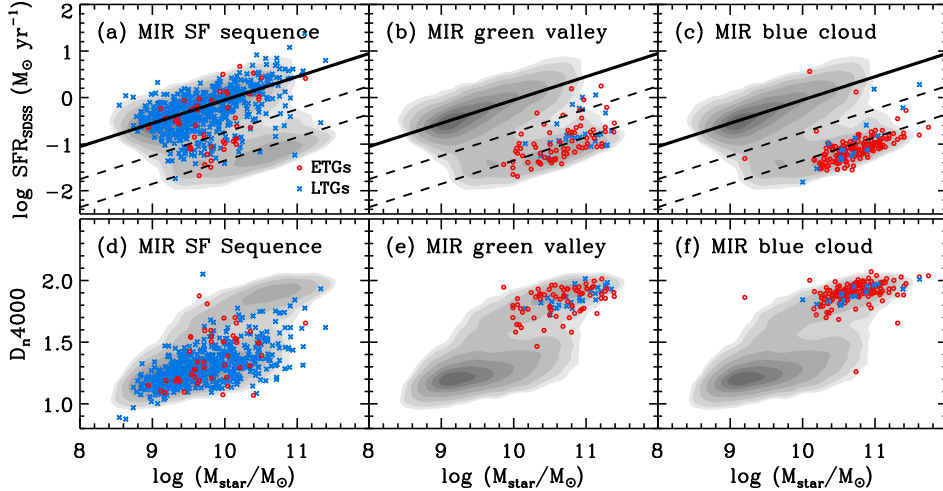 (a) MIR SF sequence
(b) MIR green valley
(c) MIR blue cloud
log SFR_SPSS (M⊙ yr⁻¹)
2
1
0
-1
-2
ETGs
LTGs
(d) MIR SF Sequence
(e) MIR green valley
(f) MIR blue cloud
Dₙ4000
2.0
1.5
1.0
8 9 10 11 8 9 10 11 8 9 10 11 12
log (M_star/M⊙)
log (M_star/M⊙)
log (M_star/M⊙)